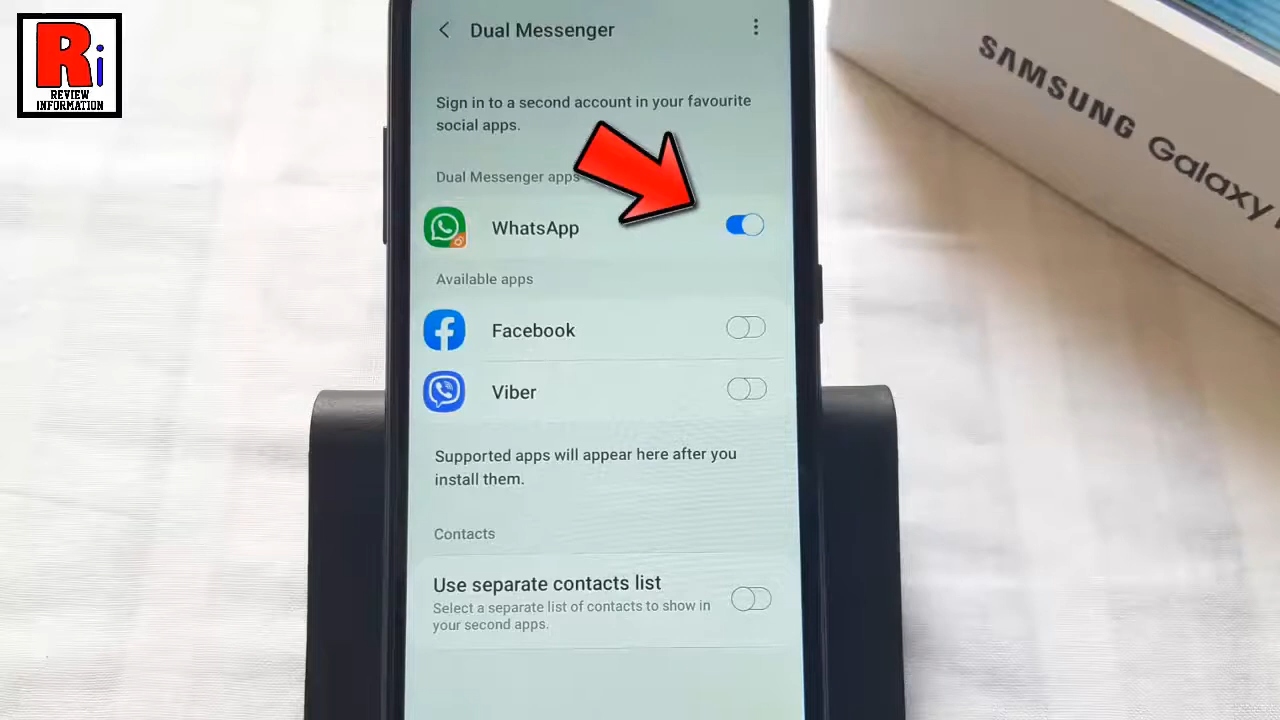 Ri
REVIEW
INFORMATION
SAMSUNG Galaxy
Dual Messenger
Sign in to a second account in your favourite
social apps.
Dual Messenger apps
WhatsApp
Available apps
Facebook
Viber
Supported apps will appear here after you
install them.
Contacts
Use separate contacts list
Select a separate list of contacts to show in
your second apps.